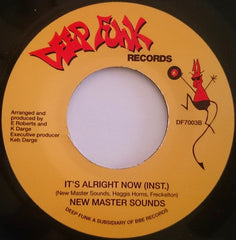 DEEP FUNK
RECORDS
Arranged and
produced by
E Roberts and
K Darge
Executive producer
Keb Darge
DF7003B
IT'S ALRIGHT NOW (INST.)
(New Master Sounds, Haggis Horns, Freckelton)
NEW MASTER SOUNDS
DEEP FUNK A SUBSIDIARY OF BBE RECORDS